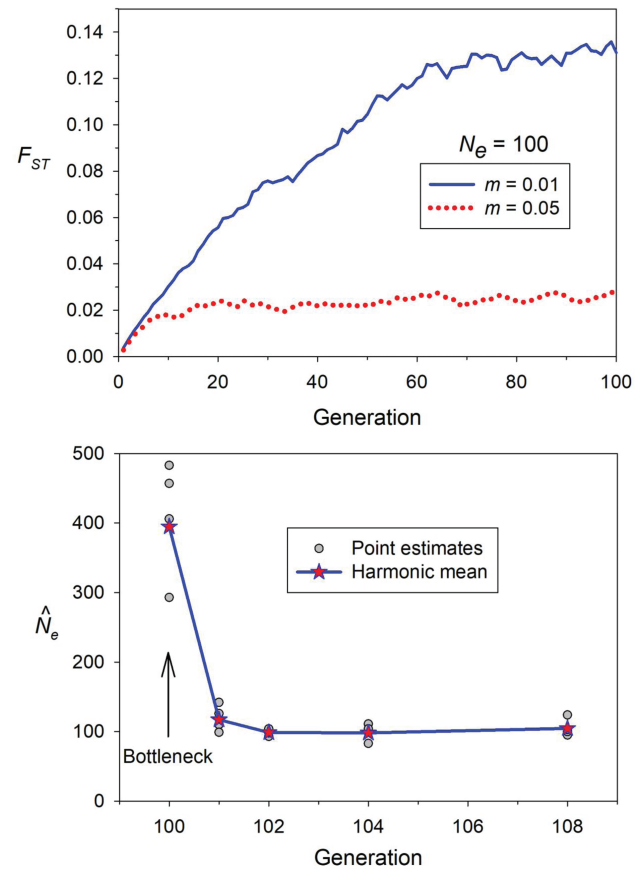 0.14
0.12
0.10
0.08
0.06
0.04
0.02
0.00
F_ST
N_e = 100
m = 0.01
m = 0.05
0 20 40 60 80 100
Generation
500
400
300
200
100
0
N̂_e
Point estimates
Harmonic mean
Bottleneck
100 102 104 106 108
Generation